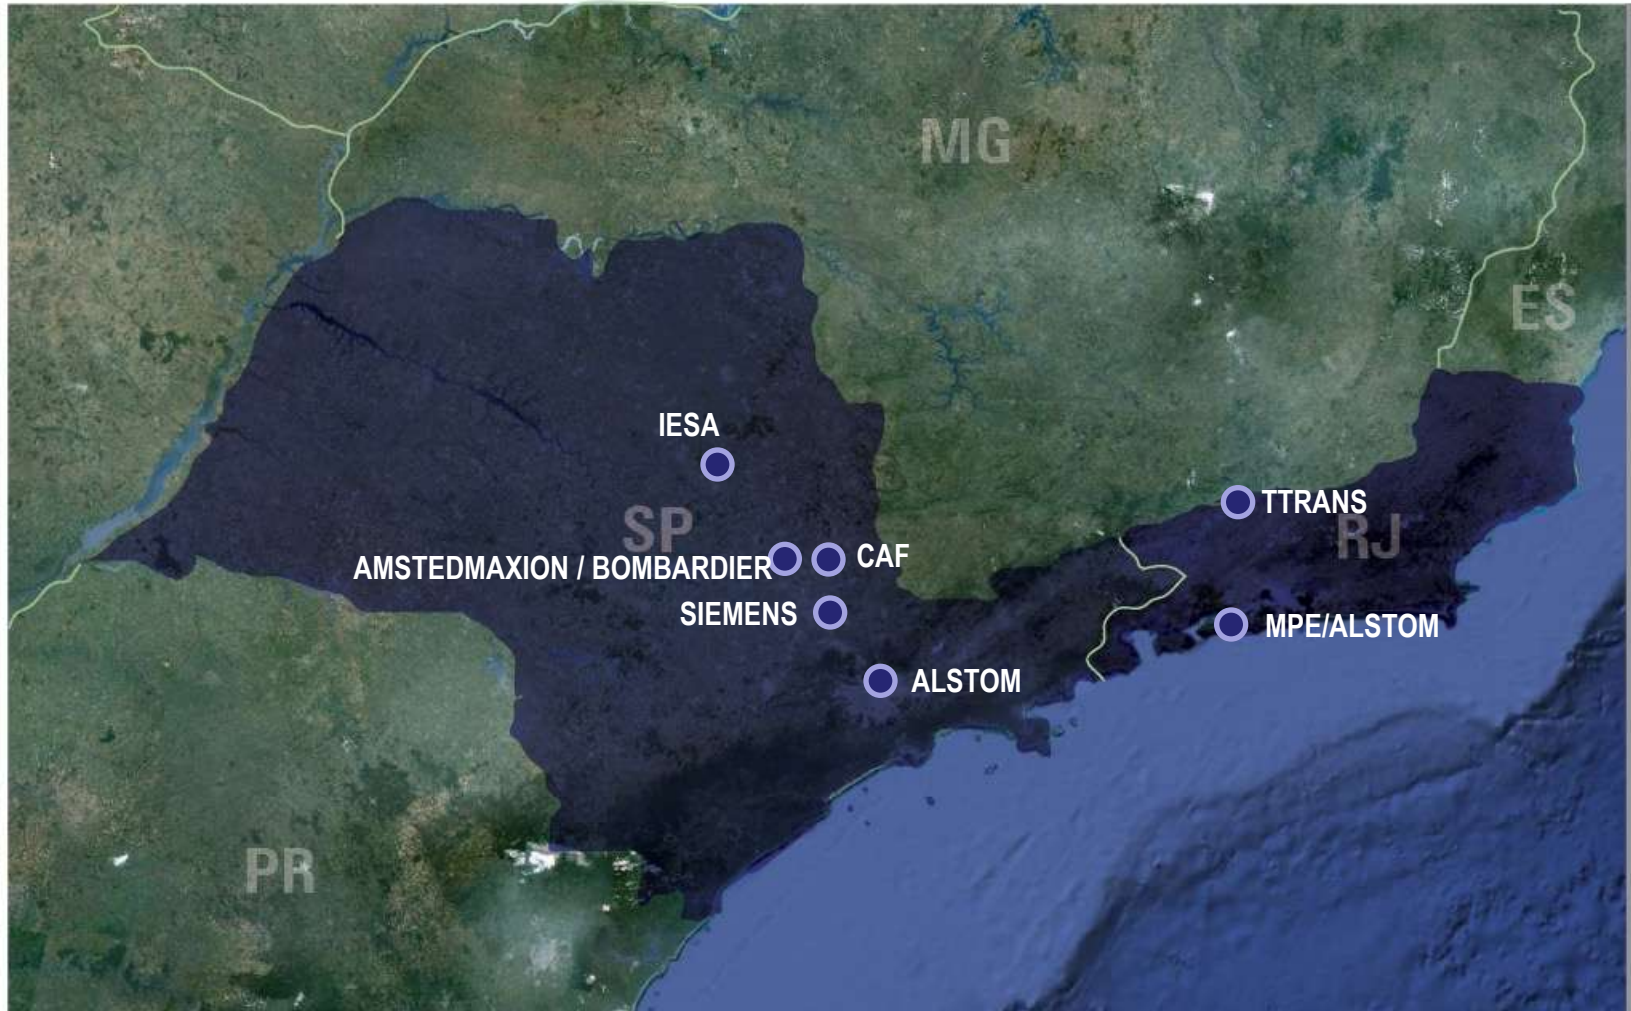 MG
ES
IESA
TTRANS
SP
RJ
CAF
AMSTEDMAXION / BOMBARDIER
SIEMENS
MPE/ALSTOM
ALSTOM
PR